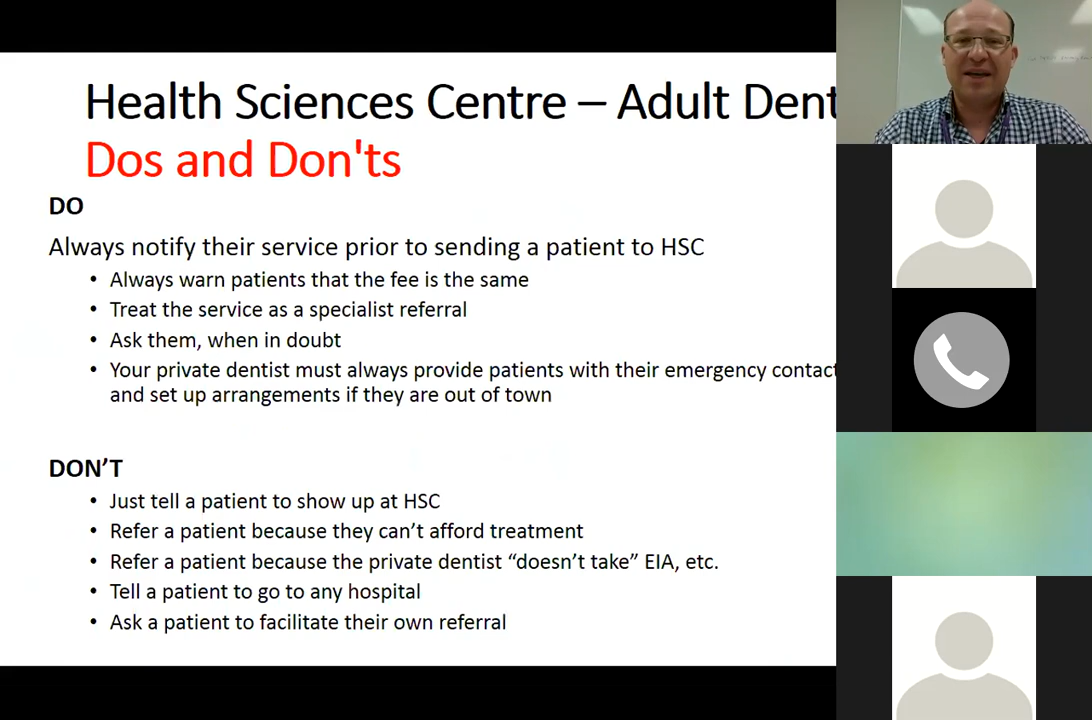 Health Sciences Centre – Adult Dent
Dos and Don'ts
DO
Always notify their service prior to sending a patient to HSC
• Always warn patients that the fee is the same
• Treat the service as a specialist referral
• Ask them, when in doubt
• Your private dentist must always provide patients with their emergency contact
and set up arrangements if they are out of town
DON’T
• Just tell a patient to show up at HSC
• Refer a patient because they can’t afford treatment
• Refer a patient because the private dentist “doesn’t take” EIA, etc.
• Tell a patient to go to any hospital
• Ask a patient to facilitate their own referral